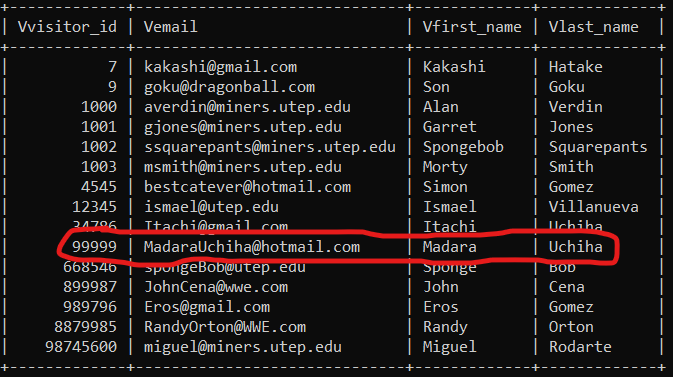 +------------+---------------------------+-------------+-------------+
| Vvisitor_id | Vemail | Vfirst_name | Vlast_name |
| 7 | kakashi@gmail.com | Kakashi | Hatake |
| 9 | goku@dragonball.com | Son | Goku |
| 1000 | averdin@miners.utep.edu | Alan | Verdin |
| 1001 | gjones@miners.utep.edu | Garret | Jones |
| 1002 | ssquarepants@miners.utep.edu | Spongebob | Squarepants |
| 1003 | msmith@miners.utep.edu | Morty | Smith |
| 4545 | bestcatever@hotmail.com | Simon | Gomez |
| 12345 | ismael@utep.edu | Ismael | Villanueva |
| 34786 | Itachi@gmail.com | Itachi | Uchiha |
| 99999 | MadaraUchiha@hotmail.com | Madara | Uchiha |
| 668546 | spongeBob@utep.edu | Sponge | Bob |
| 899987 | JohnCena@wwe.com | John | Cena |
| 989796 | Eros@gmail.com | Eros | Gomez |
| 8879985 | RandyOrton@WWE.com | Randy | Orton |
| 98745600 | miguel@miners.utep.edu | Miguel | Rodarte |